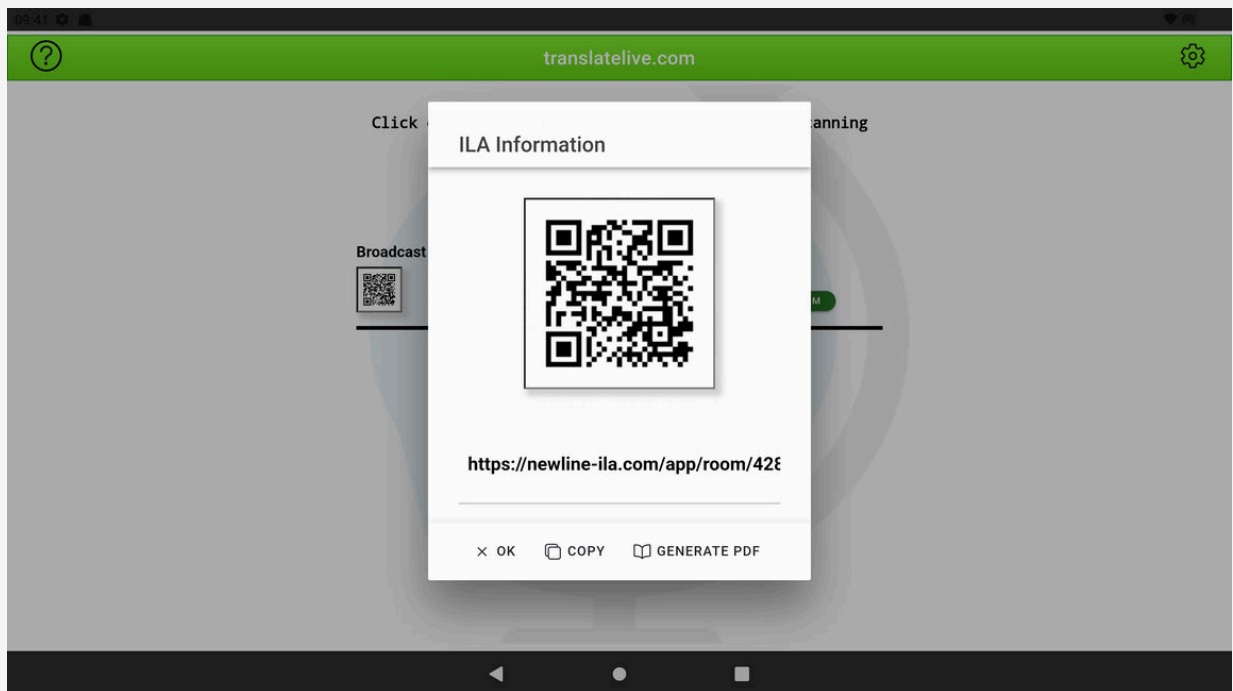 09:41
translatelive.com
Click
anning
ILA Information
Broadcast
M
https://newline-ila.com/app/room/428
OK
COPY
GENERATE PDF